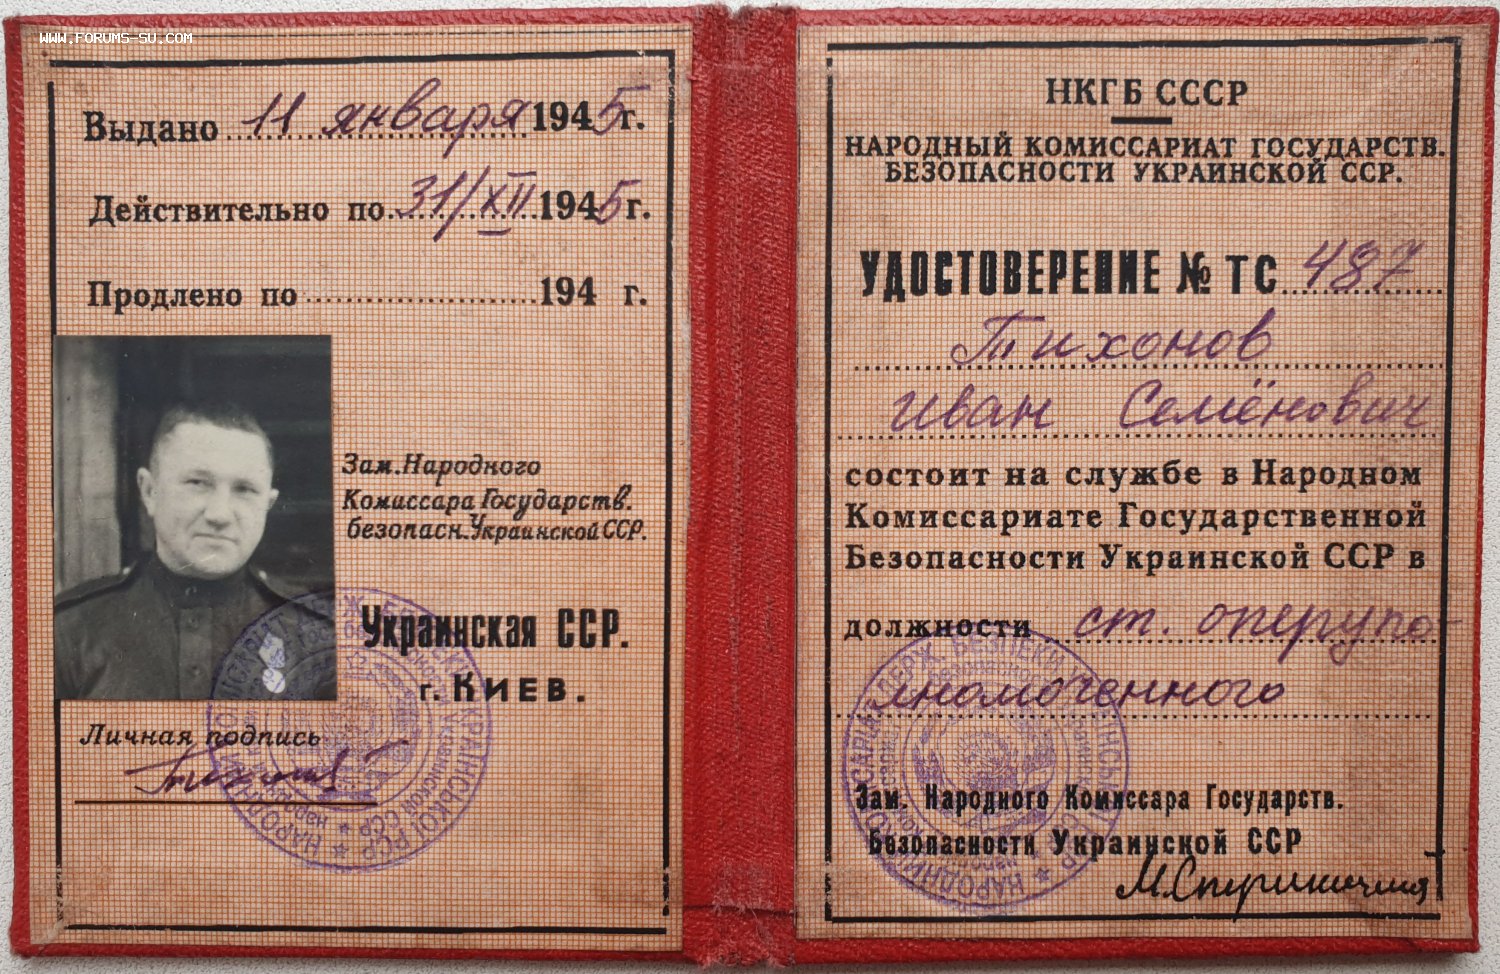 WWW.FORUMS-SU.COM
Выдано 11 января 1945г.
Действительно по 31/XII 1945г.
Продлено по 194 г.
Зам. Народного
Комиссара Государств.
безопасн. Украинской ССР.
Украинская ССР.
г. Киев.
Личная подпись
Тихонов
НКГБ СССР
НАРОДНЫЙ КОМИССАРИАТ ГОСУДАРСТВ.
БЕЗОПАСНОСТИ УКРАИНСКОЙ ССР.
УДОСТОВЕРЕНИЕ № ТС 487
Тихонов
Иван Семёнович
состоит на службе в Народном
Комиссариате Государственной
Безопасности Украинской ССР в
должности ст. оперупо-
лномоченного
Зам. Народного Комиссара Государств.
Безопасности Украинской ССР